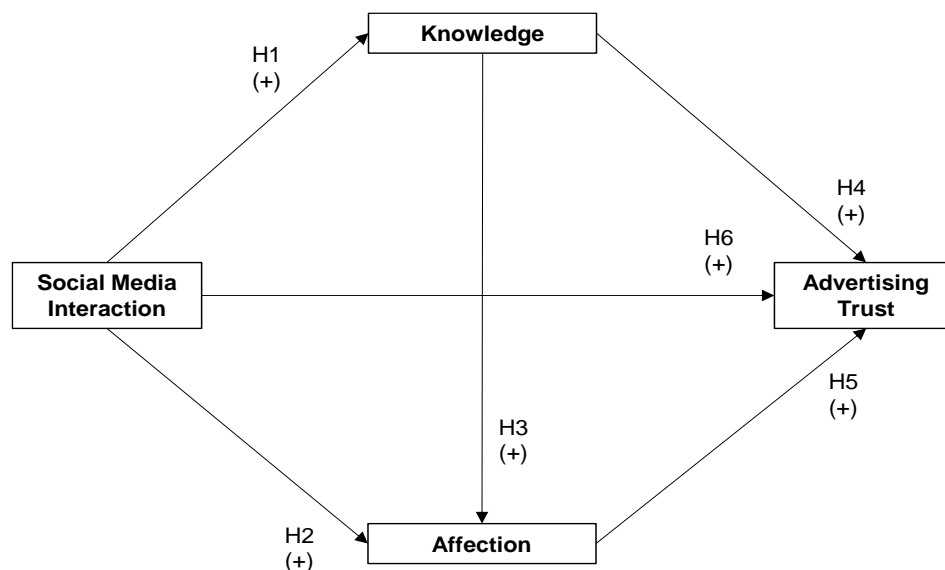 Knowledge
H1
(+)
H4
(+)
H6
(+)
Social Media
Interaction
Advertising
Trust
H5
(+)
H3
(+)
H2
(+)
Affection